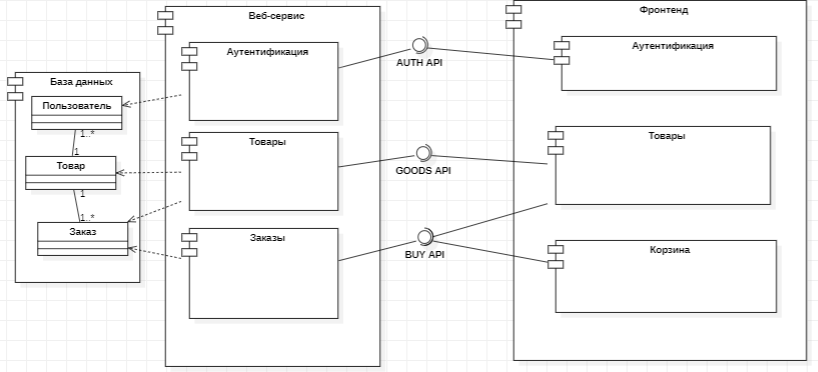 База данных
Пользователь
1..*
1
Товар
1
1..*
Заказ
Веб-сервис
Аутентификация
Товары
Заказы
AUTH API
GOODS API
BUY API
Фронтенд
Аутентификация
Товары
Корзина